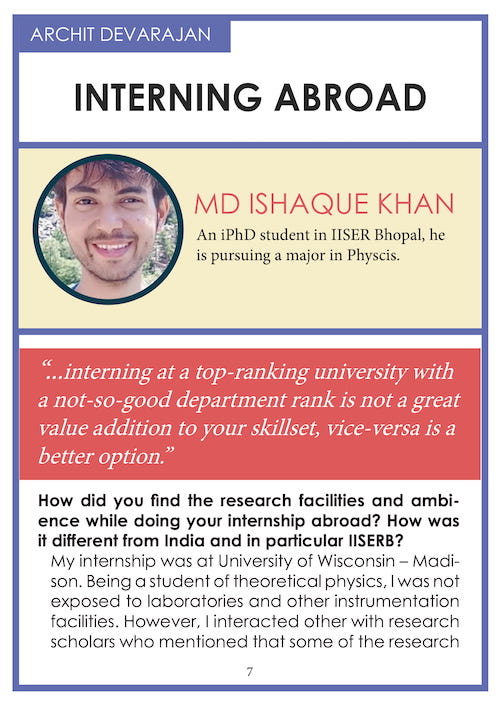 ARCHIT DEVARAJAN
INTERNING ABROAD
MD ISHAQUE KHAN
An iPhD student in IISER Bhopal, he
is pursuing a major in Physcis.
“...interning at a top-ranking university with
a not-so-good department rank is not a great
value addition to your skillset, vice-versa is a
better option.”
How did you find the research facilities and ambi-
ence while doing your internship abroad? How was
it different from India and in particular IISERB?
My internship was at University of Wisconsin – Madi-
son. Being a student of theoretical physics, I was not
exposed to laboratories and other instrumentation
facilities. However, I interacted other with research
scholars who mentioned that some of the research
7